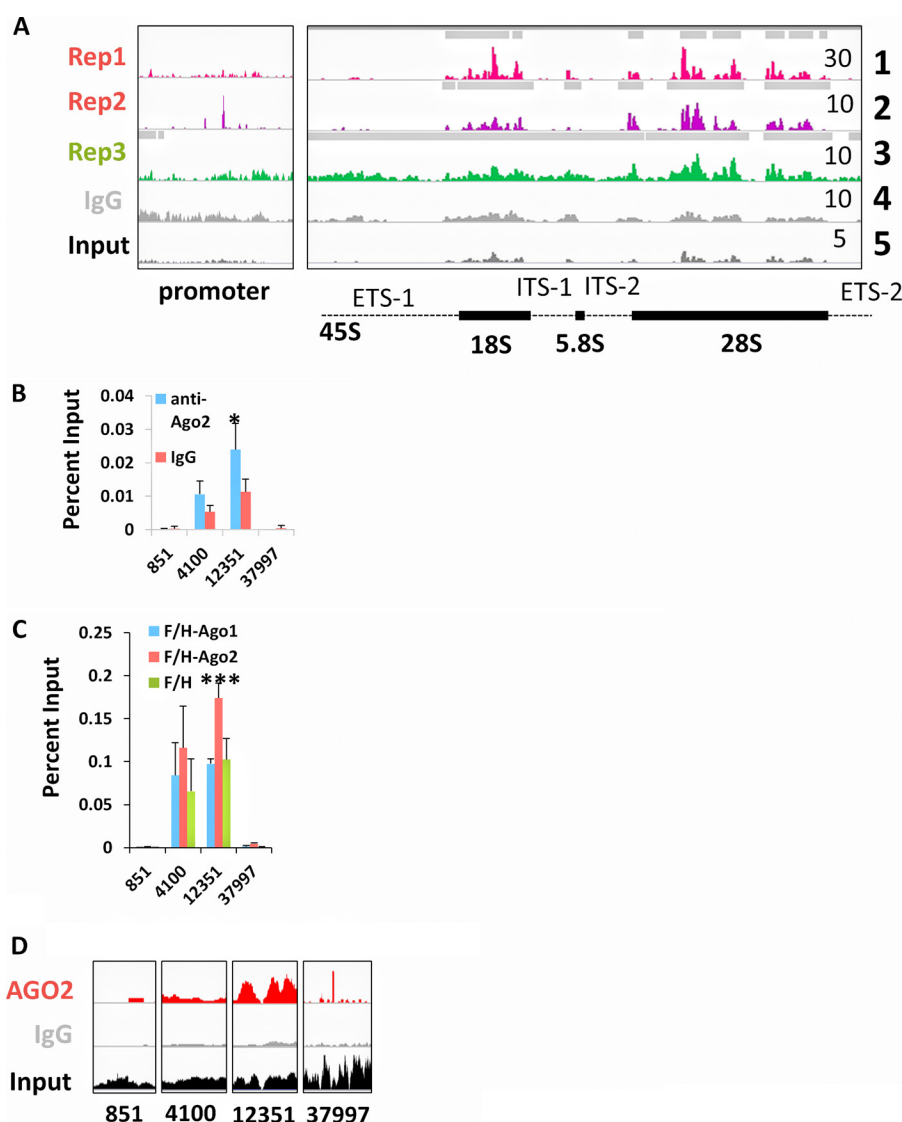 A
Rep1
30
1
Rep2
10
2
Rep3
10
3
IgG
10
4
Input
5
5
promoter
ETS-1
ITS-1
ITS-2
ETS-2
45S
18S
5.8S
28S
B
Percent Input
0.04
0.03
0.02
0.01
0
anti-
Ago2
IgG
*
851
4100
12351
37997
C
Percent Input
0.25
0.2
0.15
0.1
0.05
0
F/H-Ago1
F/H-Ago2
F/H
***
851
4100
12351
37997
D
AGO2
IgG
Input
851
4100
12351
37997